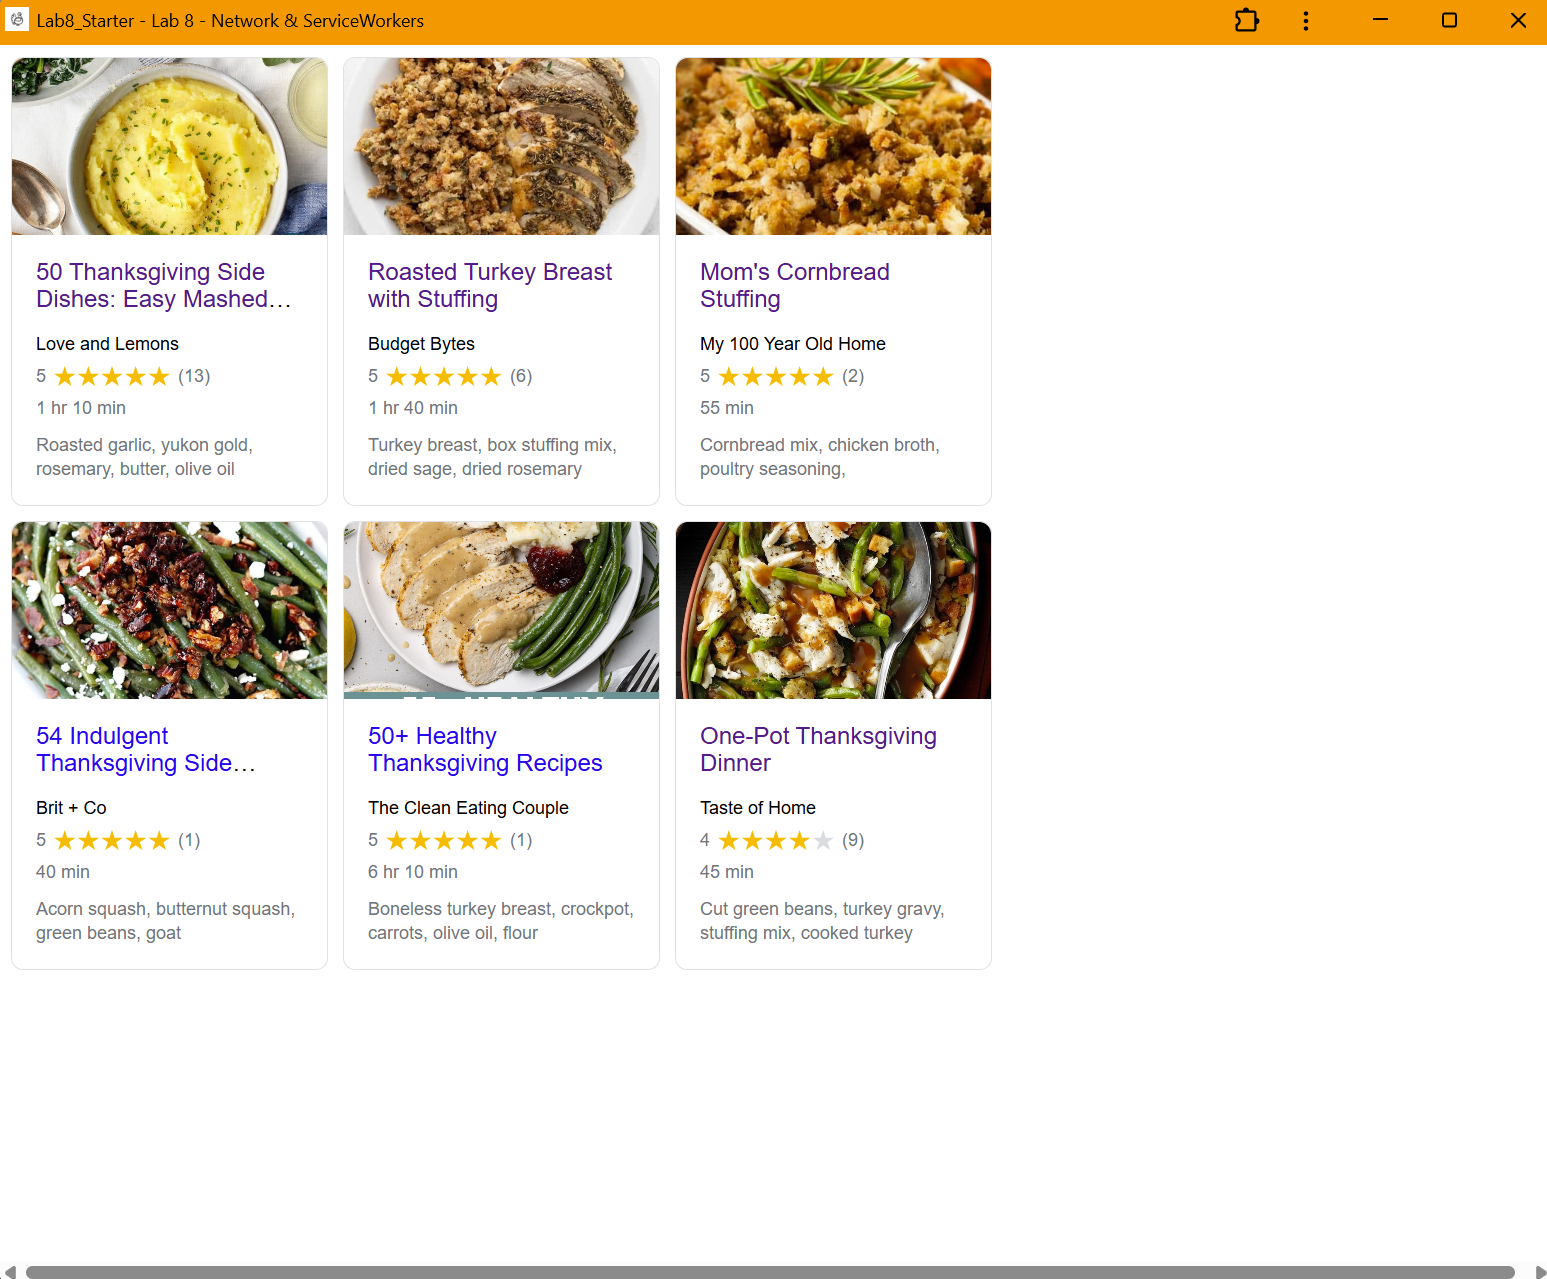 Lab8_Starter - Lab 8 - Network & ServiceWorkers
50 Thanksgiving Side
Dishes: Easy Mashed…
Love and Lemons
5 ★★★★★ (13)
1 hr 10 min
Roasted garlic, yukon gold,
rosemary, butter, olive oil
Roasted Turkey Breast
with Stuffing
Budget Bytes
5 ★★★★★ (6)
1 hr 40 min
Turkey breast, box stuffing mix,
dried sage, dried rosemary
Mom's Cornbread
Stuffing
My 100 Year Old Home
5 ★★★★★ (2)
55 min
Cornbread mix, chicken broth,
poultry seasoning,
54 Indulgent
Thanksgiving Side…
Brit + Co
5 ★★★★★ (1)
40 min
Acorn squash, butternut squash,
green beans, goat
50+ Healthy
Thanksgiving Recipes
The Clean Eating Couple
5 ★★★★★ (1)
6 hr 10 min
Boneless turkey breast, crockpot,
carrots, olive oil, flour
One-Pot Thanksgiving
Dinner
Taste of Home
4 ★★★★★ (9)
45 min
Cut green beans, turkey gravy,
stuffing mix, cooked turkey